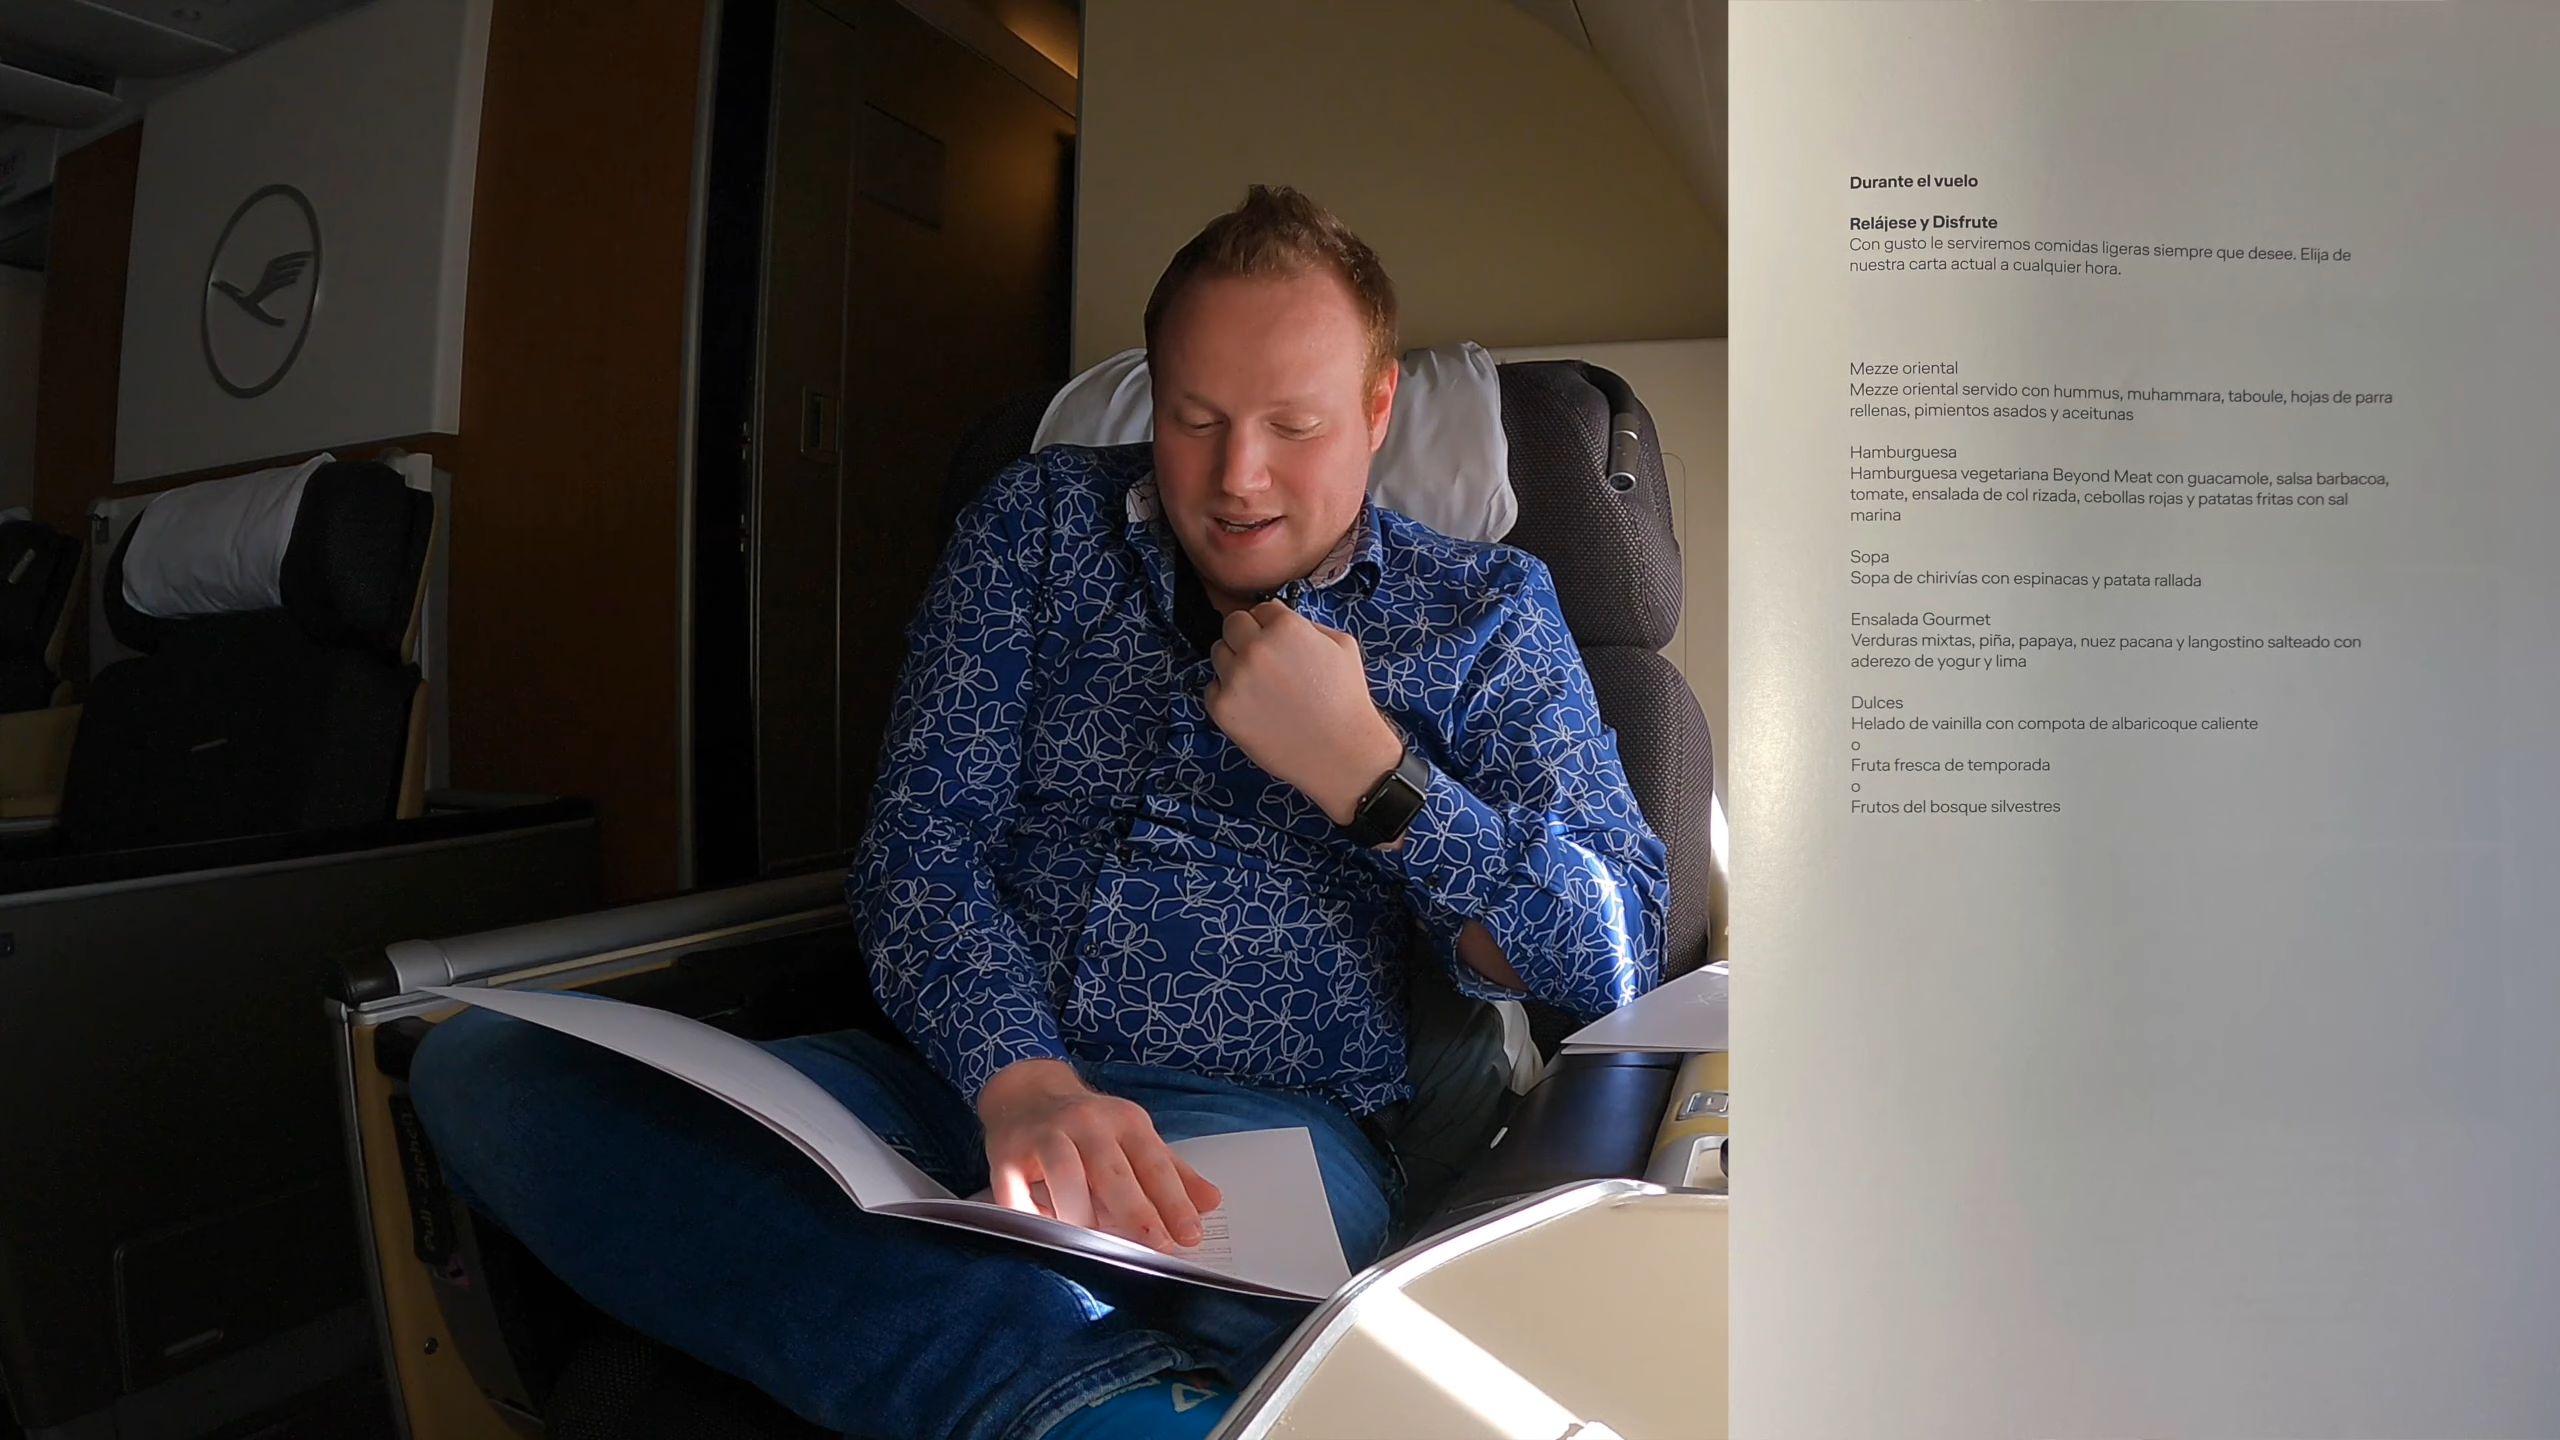 Durante el vuelo
Relájese y Disfrute
Con gusto le serviremos comidas ligeras siempre que desee. Elija de
nuestra carta actual a cualquier hora.
Mezze oriental
Mezze oriental servido con hummus, muhammara, taboule, hojas de parra
rellenas, pimientos asados y aceitunas
Hamburguesa
Hamburguesa vegetariana Beyond Meat con guacamole, salsa barbacoa,
tomate, ensalada de col rizada, cebollas rojas y patatas fritas con sal
marina
Sopa
Sopa de chirivías con espinacas y patata rallada
Ensalada Gourmet
Verduras mixtas, piña, papaya, nuez pacana y langostino salteado con
aderezo de yogur y lima
Dulces
Helado de vainilla con compota de albaricoque caliente
o
Fruta fresca de temporada
o
Frutos del bosque silvestres
Pull - Ziehen